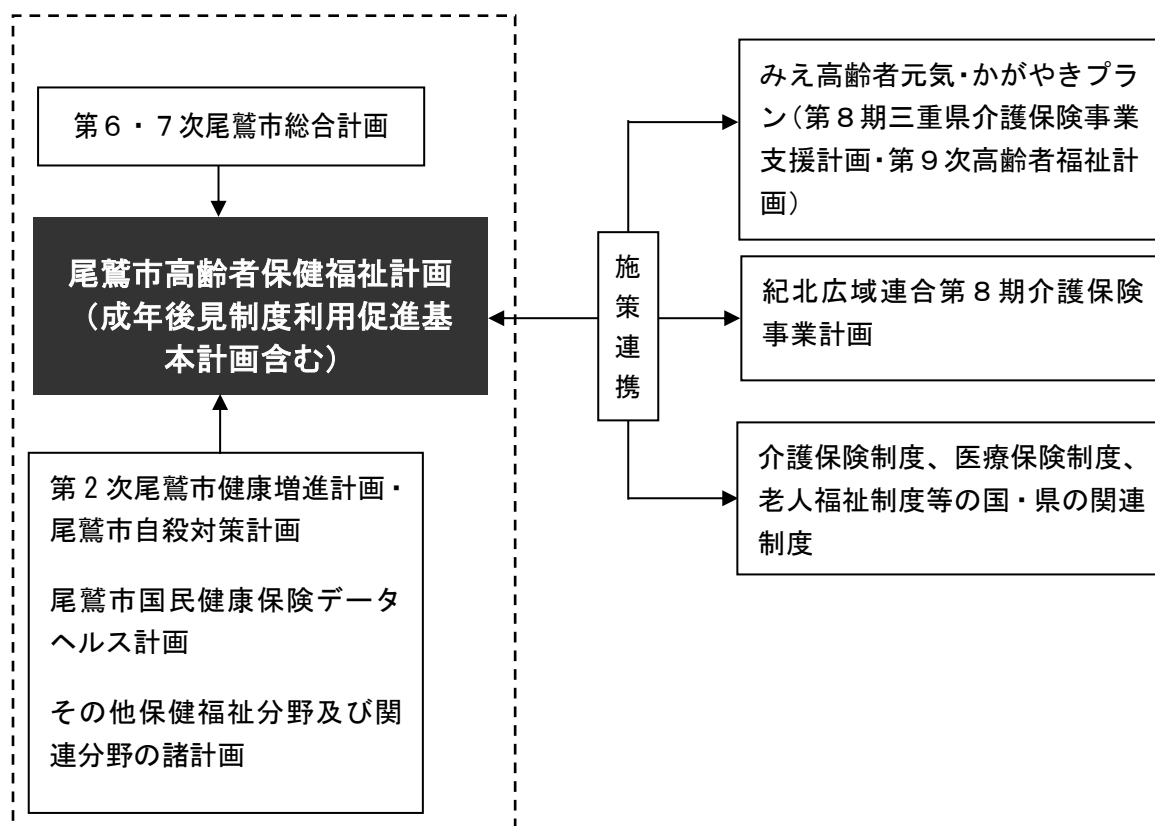 第６・７次尾鷲市総合計画
尾鷲市高齢者保健福祉計画
（成年後見制度利用促進基
本計画含む）
第２次尾鷲市健康増進計画・
尾鷲市自殺対策計画
尾鷲市国民健康保険データ
ヘルス計画
その他保健福祉分野及び関
連分野の諸計画
施策連携
みえ高齢者元気・かがやきプラ
ン（第８期三重県介護保険事業
支援計画・第９次高齢者福祉計
画）
紀北広域連合第８期介護保険
事業計画
介護保険制度、医療保険制度、
老人福祉制度等の国・県の関連
制度